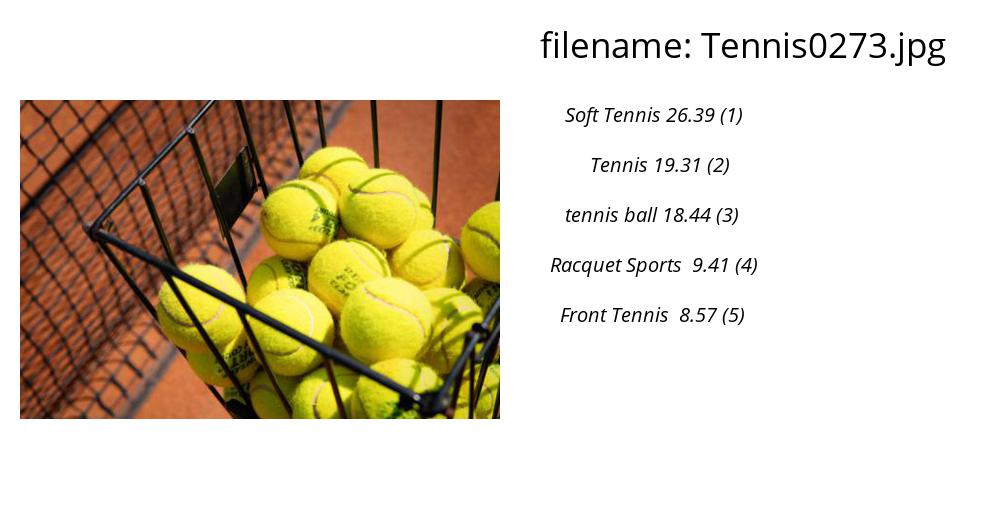 filename: Tennis0273.jpg
Soft Tennis 26.39 (1)
Tennis 19.31 (2)
tennis ball 18.44 (3)
Racquet Sports 9.41 (4)
Front Tennis 8.57 (5)